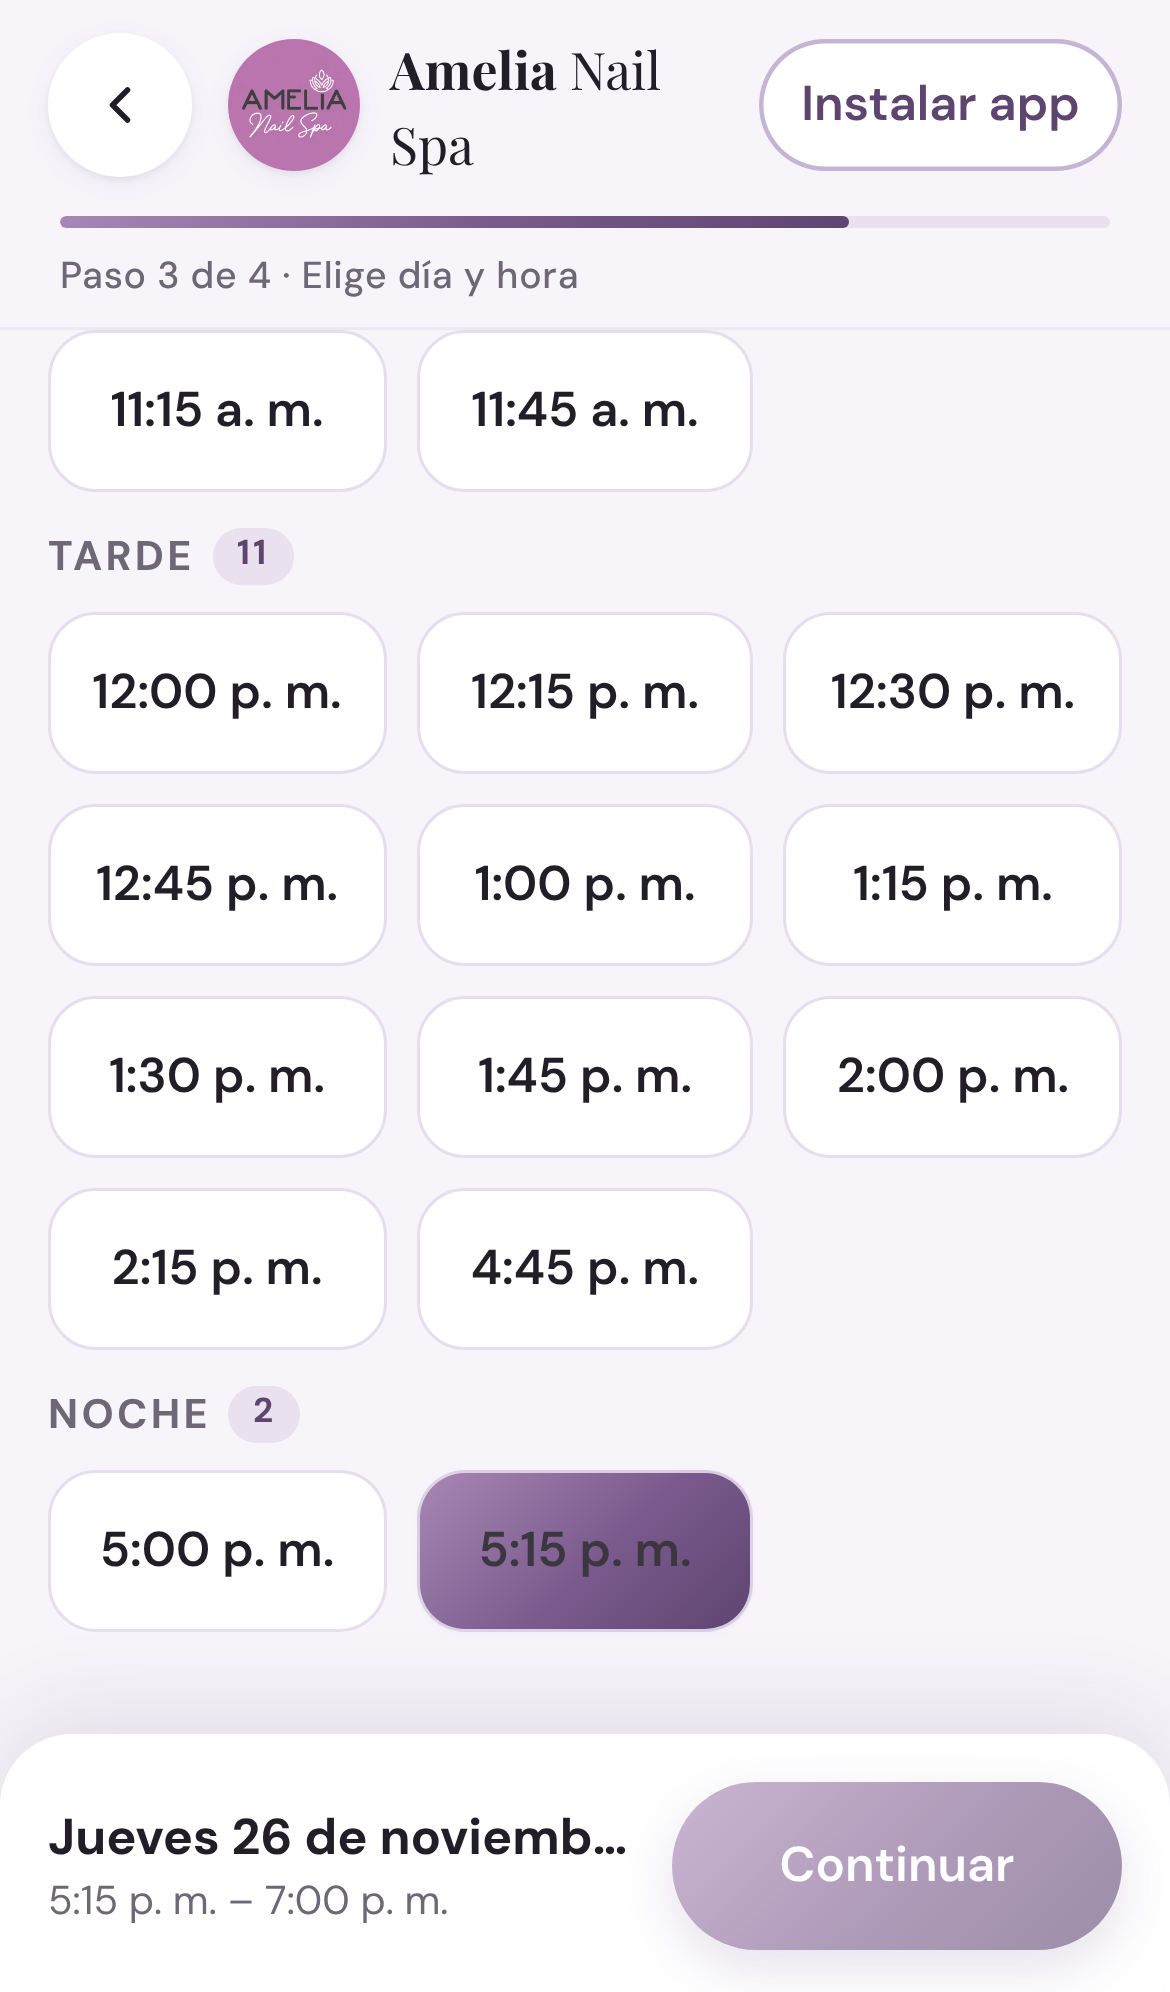 AMELIA
Nail Spa
Amelia Nail
Spa
Instalar app
Paso 3 de 4 · Elige día y hora
11:15 a. m.
11:45 a. m.
TARDE 11
12:00 p. m.
12:15 p. m.
12:30 p. m.
12:45 p. m.
1:00 p. m.
1:15 p. m.
1:30 p. m.
1:45 p. m.
2:00 p. m.
2:15 p. m.
4:45 p. m.
NOCHE 2
5:00 p. m.
5:15 p. m.
Jueves 26 de noviemb...
5:15 p. m. – 7:00 p. m.
Continuar